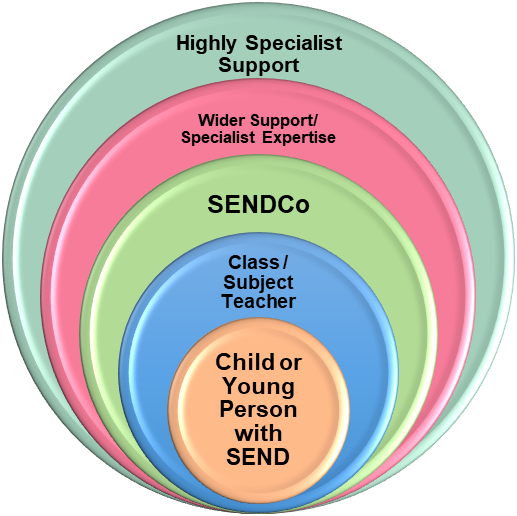 Highly Specialist
Support
Wider Support/
Specialist Expertise
SENDCo
Class /
Subject
Teacher
Child or
Young
Person
with
SEND